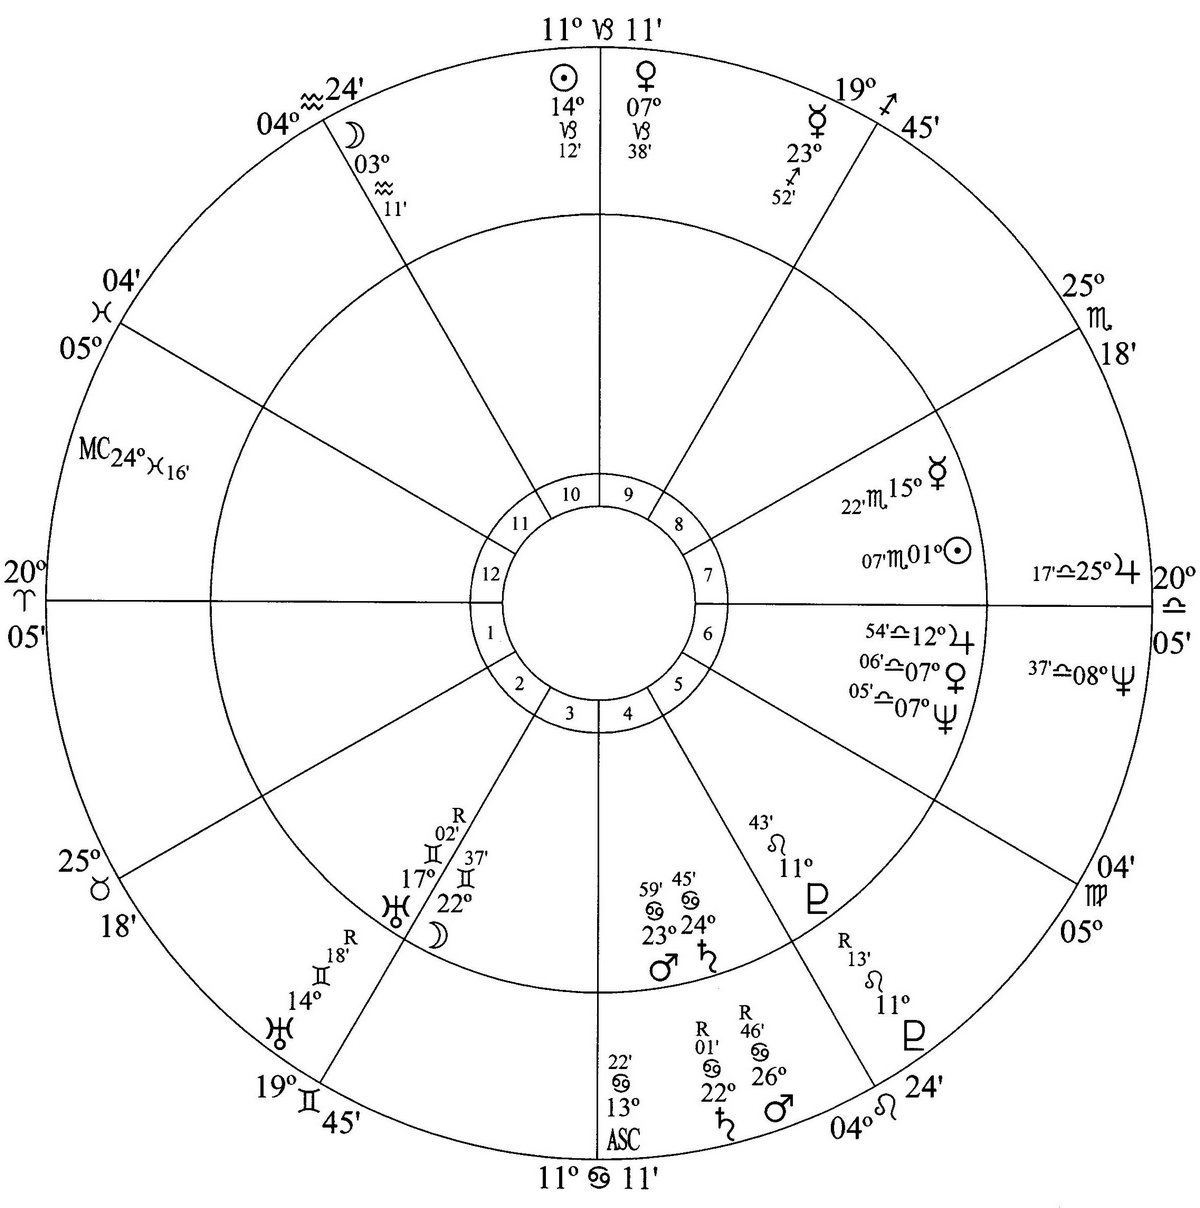 11° ♑ 11'
☉ 14° ♑ 12'
♀ 07° ♑ 38'
☿ 23° ♐ 52'
19° ♐ 45'
04° ♒ 24'
☽ 03° ♒ 11'
04' ♓ 05°
25° ♏ 18'
MC 24° ♓ 16'
22' ♏ 15° ☿
07' ♏ 01° ☉
17' ♎ 25° ♃
20° ♈ 05'
20° ♎ 05'
54' ♎ 12° ♃
06' ♎ 07° ♀
05' ♎ 07° ♆
37' ♎ 08° ♆
10
9
11
8
12
7
1
6
2
5
3
4
25° ♉ 18'
04' ♍ 05°
R 02' ♊ 17° ♅
37' ♊ 22° ☽
59' ♋ 23° ♂
45' ♋ 24° ♄
43' ♌ 11° ♇
R 18' ♊ 14° ♅
R 13' ♌ 11° ♇
19° ♊ 45'
22' ♋ 13° ASC
R 01' ♋ 22° ♄
R 46' ♋ 26° ♂
04° ♌ 24'
11° ♋ 11'